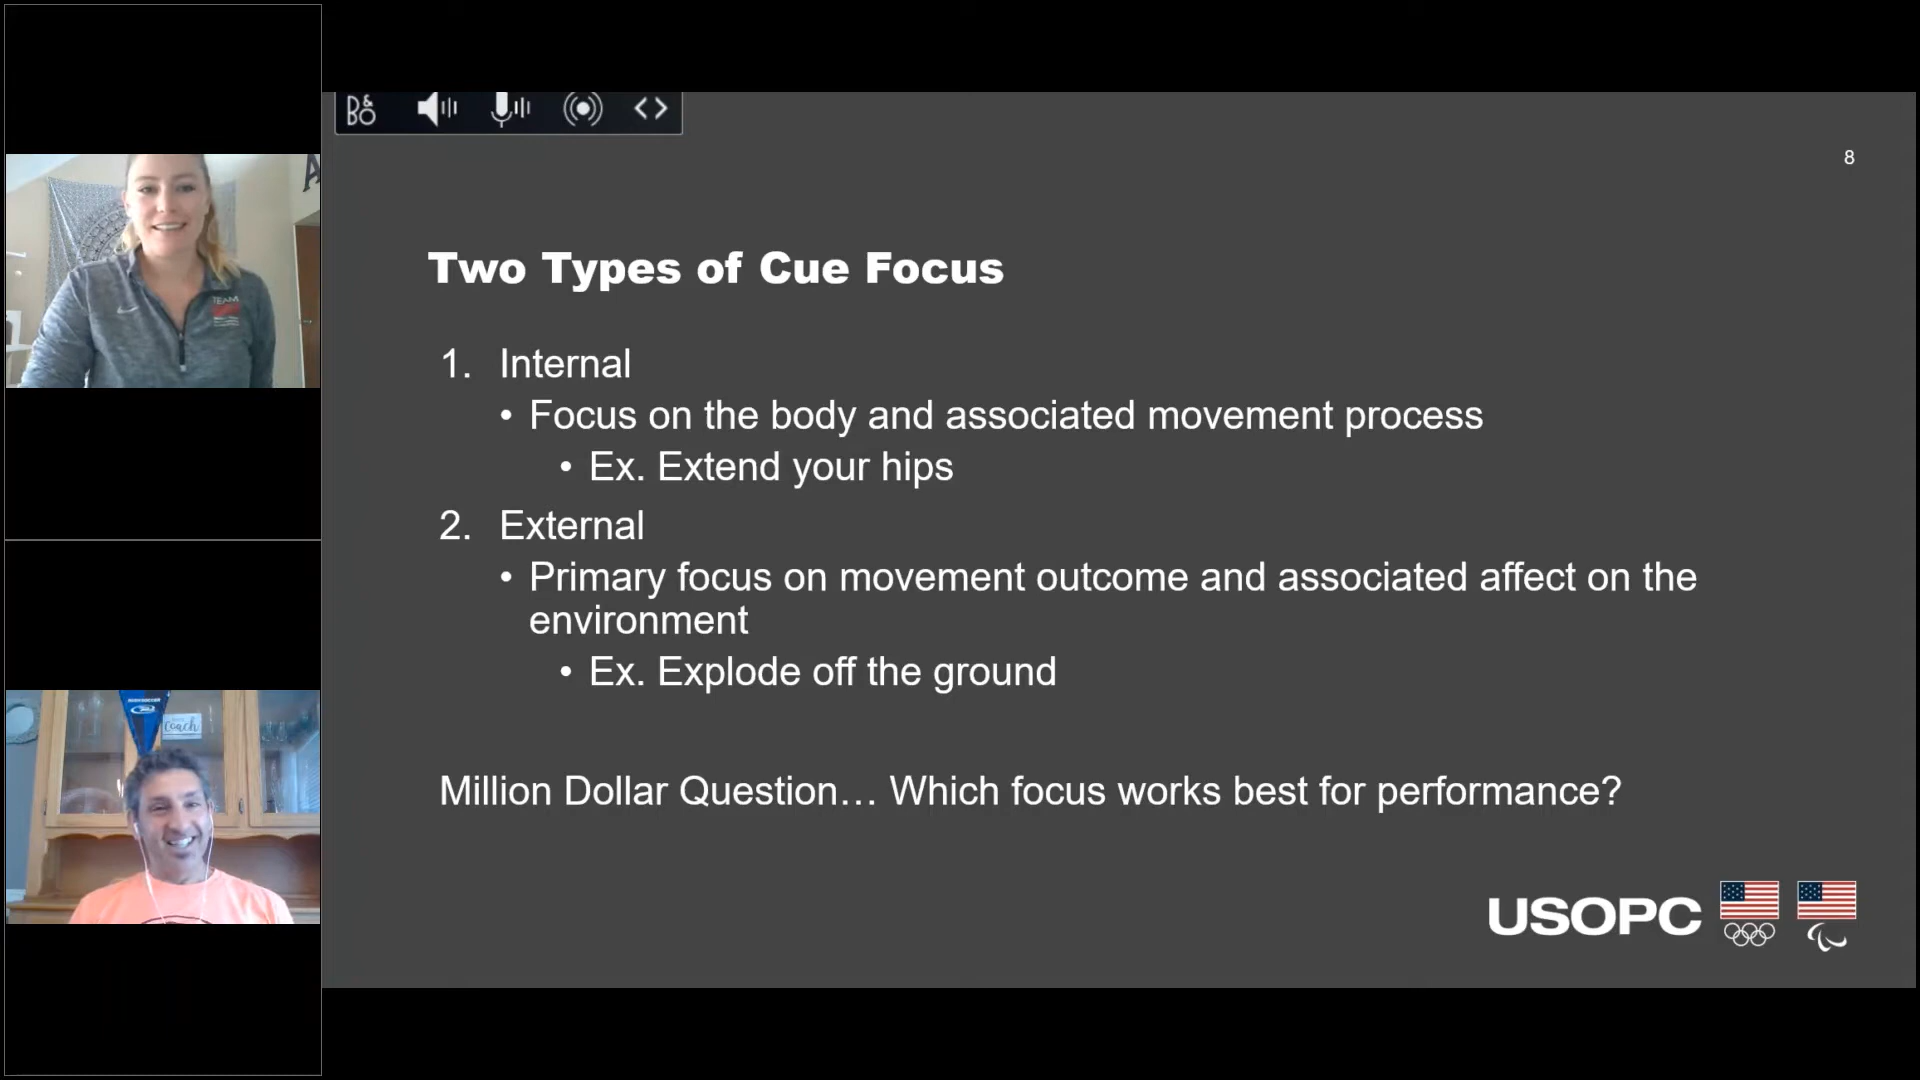 B&O
8
Two Types of Cue Focus
1. Internal
• Focus on the body and associated movement process
• Ex. Extend your hips
2. External
• Primary focus on movement outcome and associated affect on the
environment
• Ex. Explode off the ground
Million Dollar Question… Which focus works best for performance?
USOPC
A
TEAM
coach